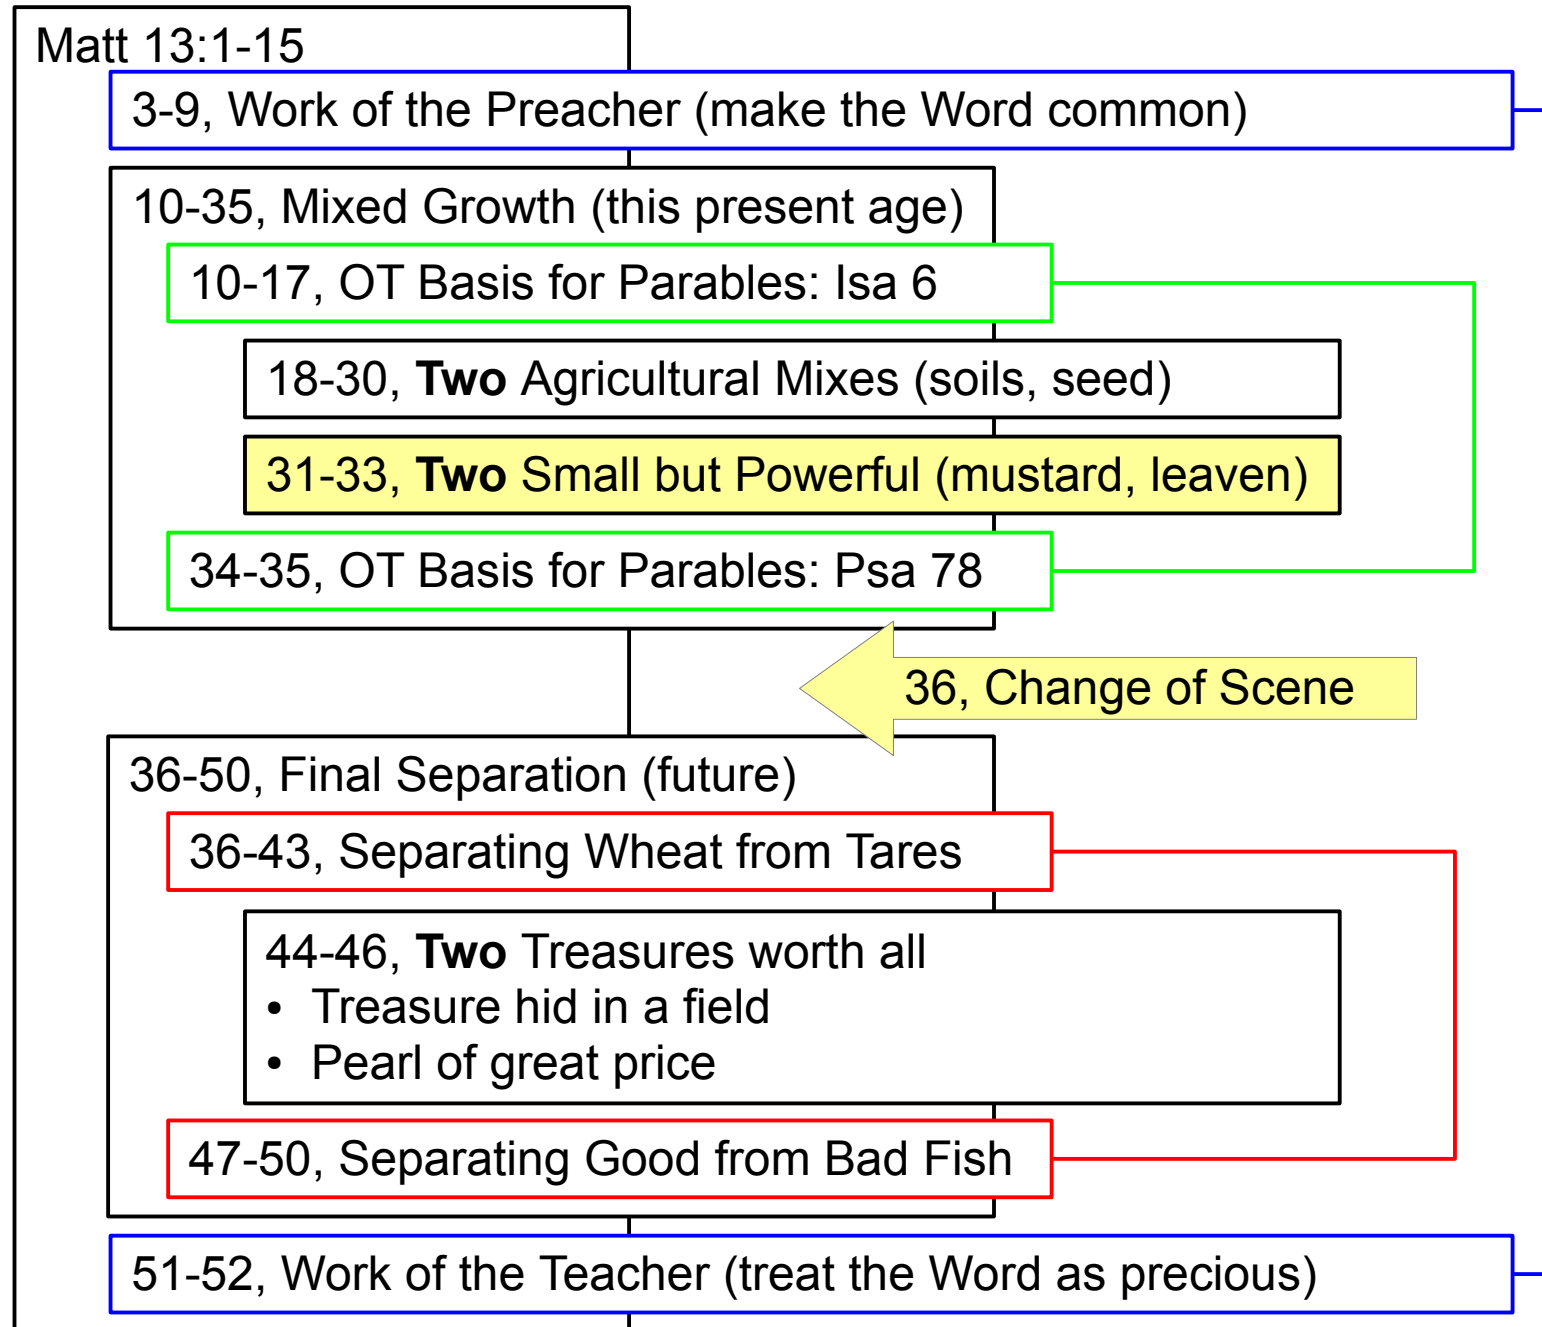 Matt 13:1-15
3-9, Work of the Preacher (make the Word common)
10-35, Mixed Growth (this present age)
10-17, OT Basis for Parables: Isa 6
18-30, Two Agricultural Mixes (soils, seed)
31-33, Two Small but Powerful (mustard, leaven)
34-35, OT Basis for Parables: Psa 78
36, Change of Scene
36-50, Final Separation (future)
36-43, Separating Wheat from Tares
44-46, Two Treasures worth all
• Treasure hid in a field
• Pearl of great price
47-50, Separating Good from Bad Fish
51-52, Work of the Teacher (treat the Word as precious)